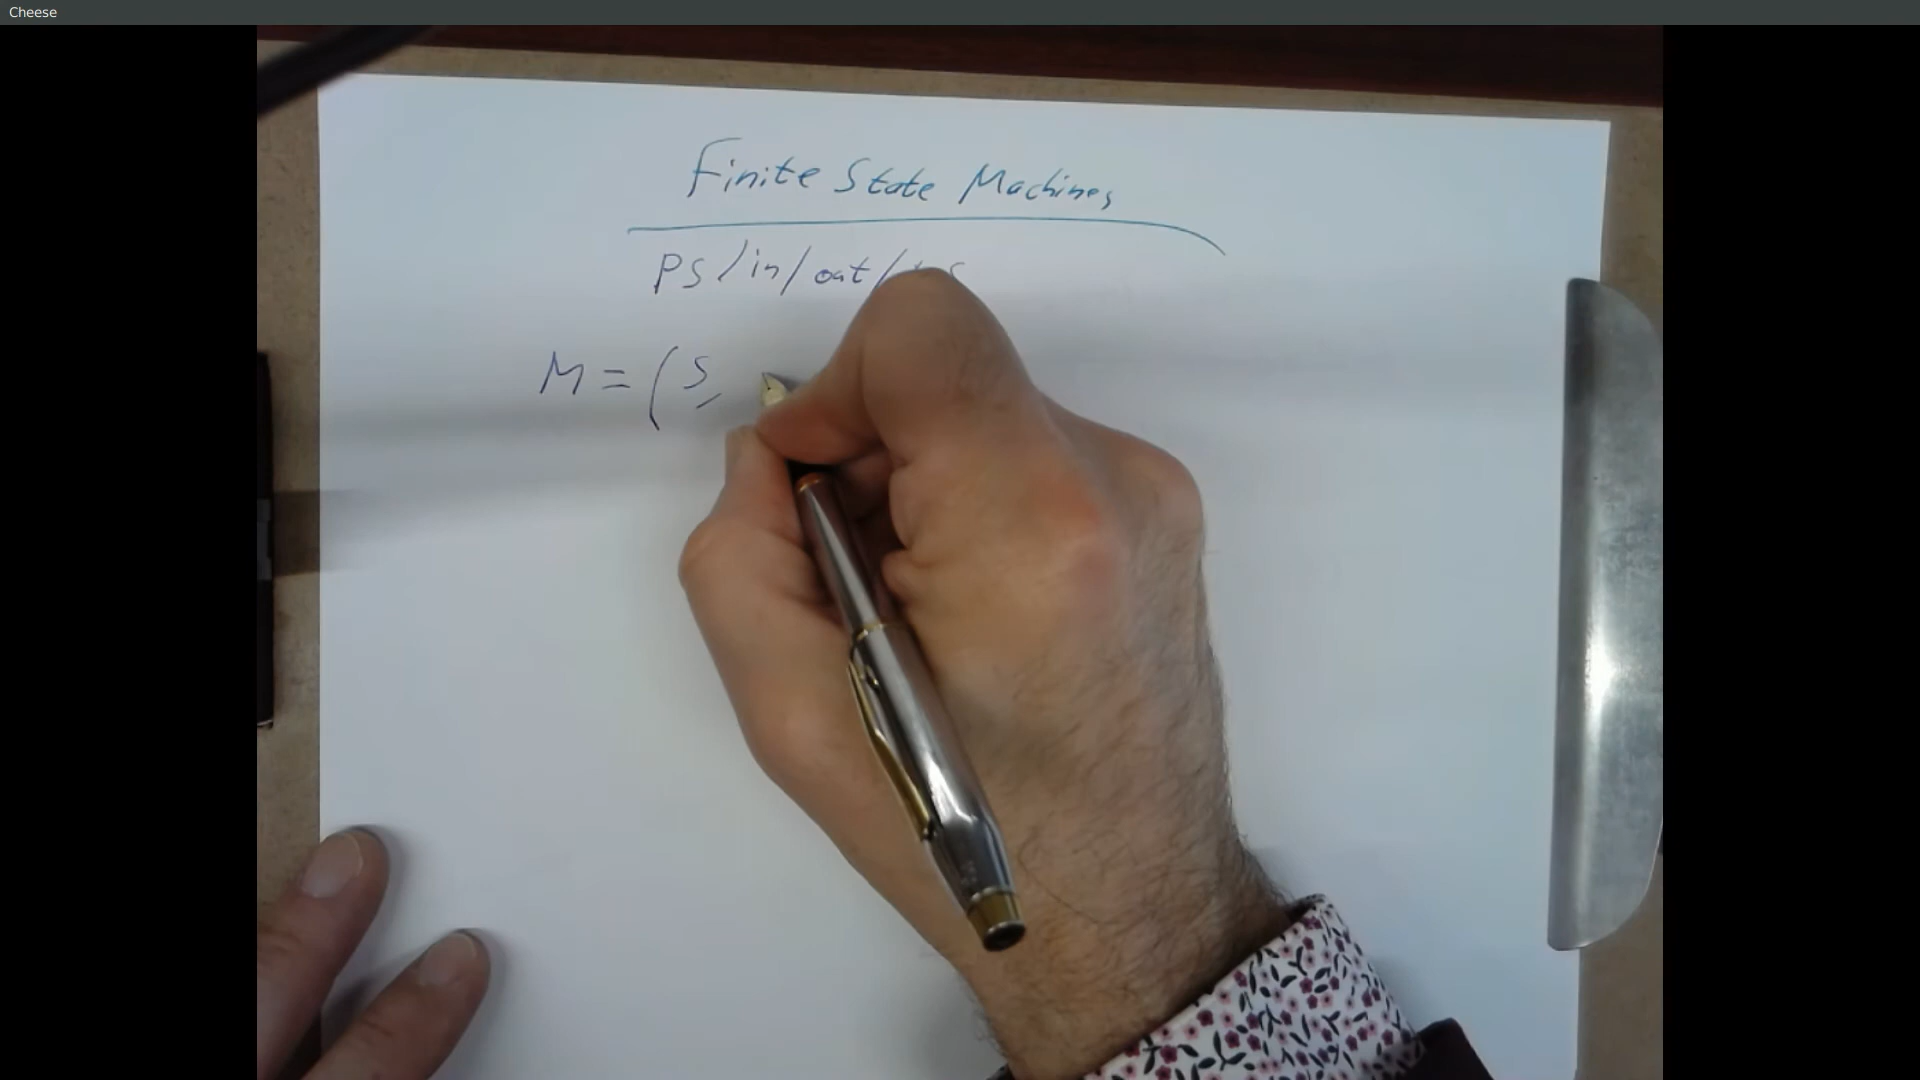 Cheese
Finite State Machines
PS/in/out/
M = (S,